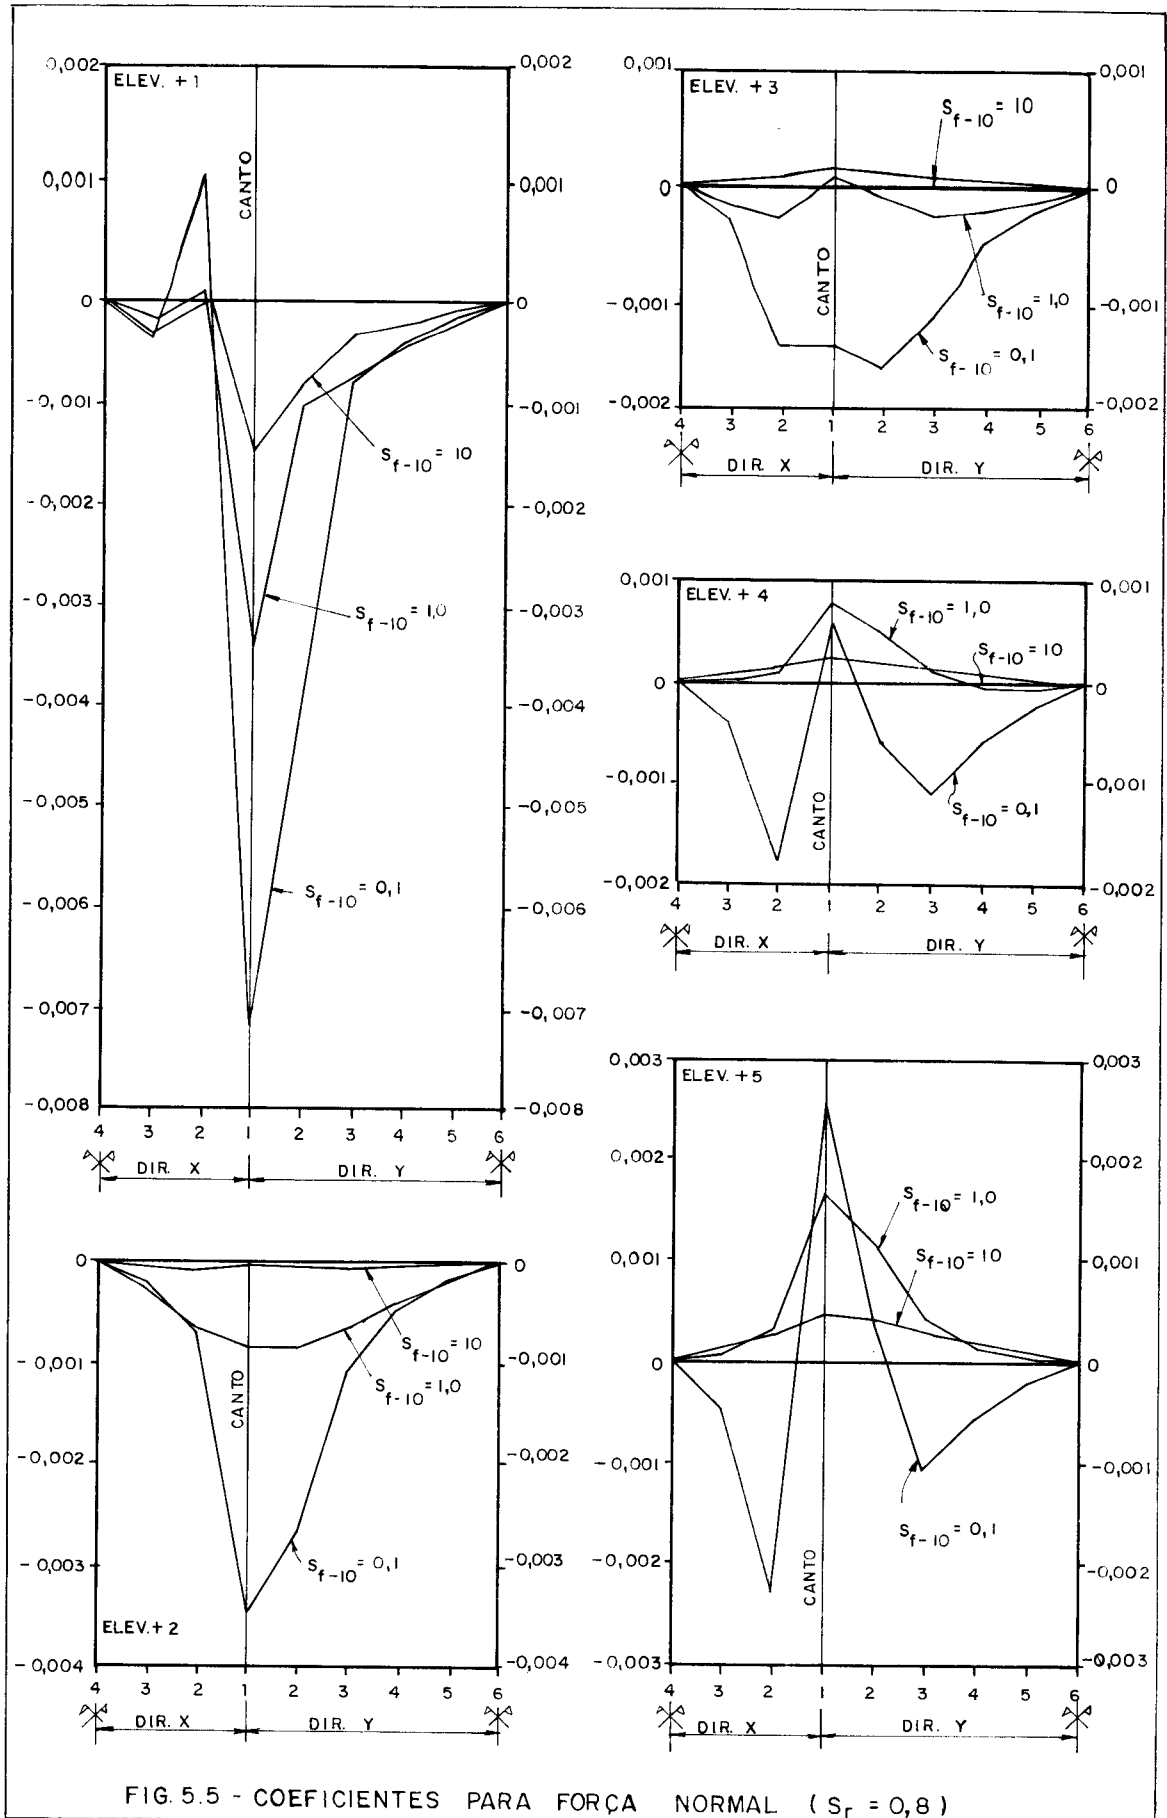 ELEV. + 1
0,002
0,001
0
-0,001
-0,002
-0,003
-0,004
-0,005
-0,006
-0,007
-0,008
CANTO
0,002
0,001
0
-0,001
-0,002
-0,003
-0,004
-0,005
-0,006
-0,007
-0,008
S f-10 = 10
S f-10 = 1,0
S f-10 = 0,1
4 3 2 1 2 3 4 5 6
DIR. X DIR. Y
0
-0,001
-0,002
-0,003
-0,004
CANTO
0
-0,001
-0,002
-0,003
-0,004
S f-10 = 10
S f-10 = 1,0
S f-10 = 0,1
ELEV. + 2
4 3 2 1 2 3 4 5 6
DIR. X DIR. Y
ELEV. + 3
0,001
0
-0,001
-0,002
CANTO
0,001
0
-0,001
-0,002
S f-10 = 10
S f-10 = 1,0
S f-10 = 0,1
4 3 2 1 2 3 4 5 6
DIR. X DIR. Y
ELEV. + 4
0,001
0
-0,001
-0,002
CANTO
0,001
0
-0,001
-0,002
S f-10 = 1,0
S f-10 = 10
S f-10 = 0,1
4 3 2 1 2 3 4 5 6
DIR. X DIR. Y
ELEV. + 5
0,003
0,002
0,001
0
-0,001
-0,002
-0,003
CANTO
0,003
0,002
0,001
0
-0,001
-0,002
-0,003
S f-10 = 1,0
S f-10 = 10
S f-10 = 0,1
4 3 2 1 2 3 4 5 6
DIR. X DIR. Y
FIG. 5.5 - COEFICIENTES PARA FORÇA NORMAL ( Sr = 0,8 )